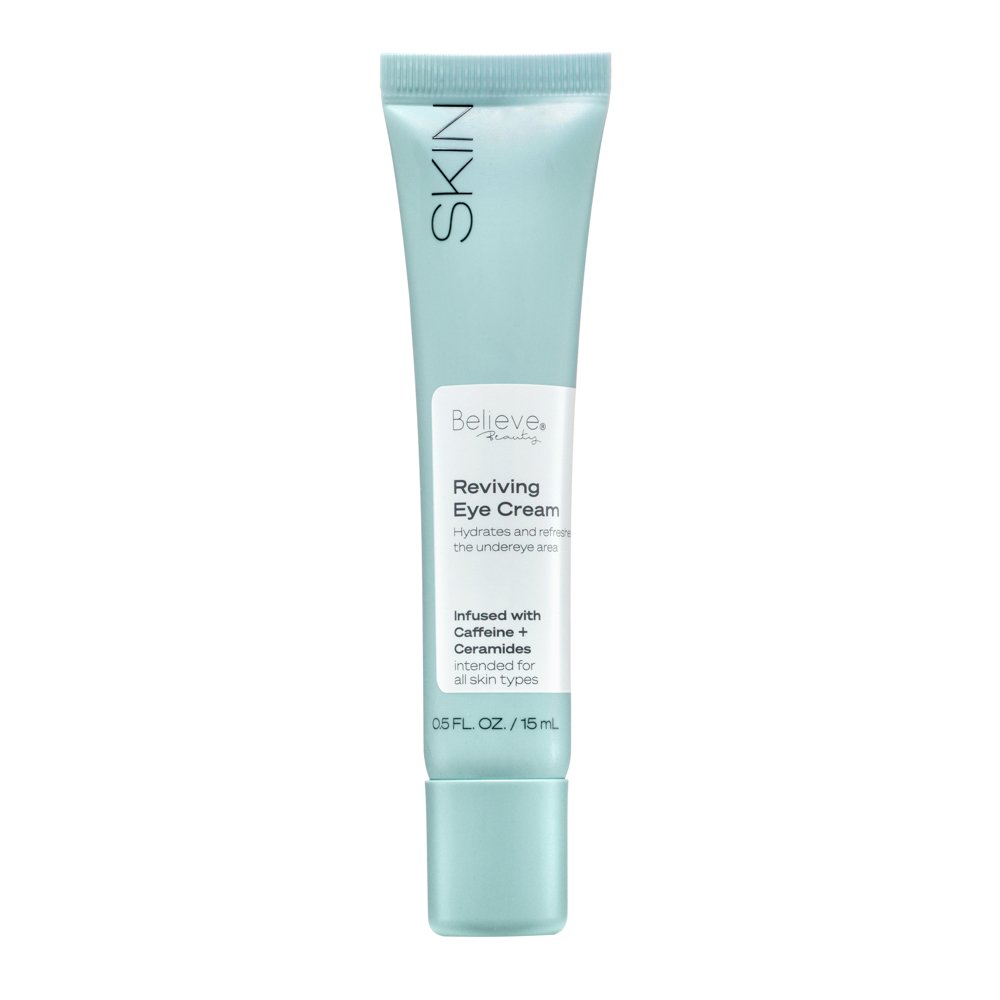 SKIN
Believe®
Beauty
Reviving
Eye Cream
Hydrates and refreshe
the undereye area
Infused with
Caffeine +
Ceramides
intended for
all skin types
0.5 FL. OZ. / 15 mL